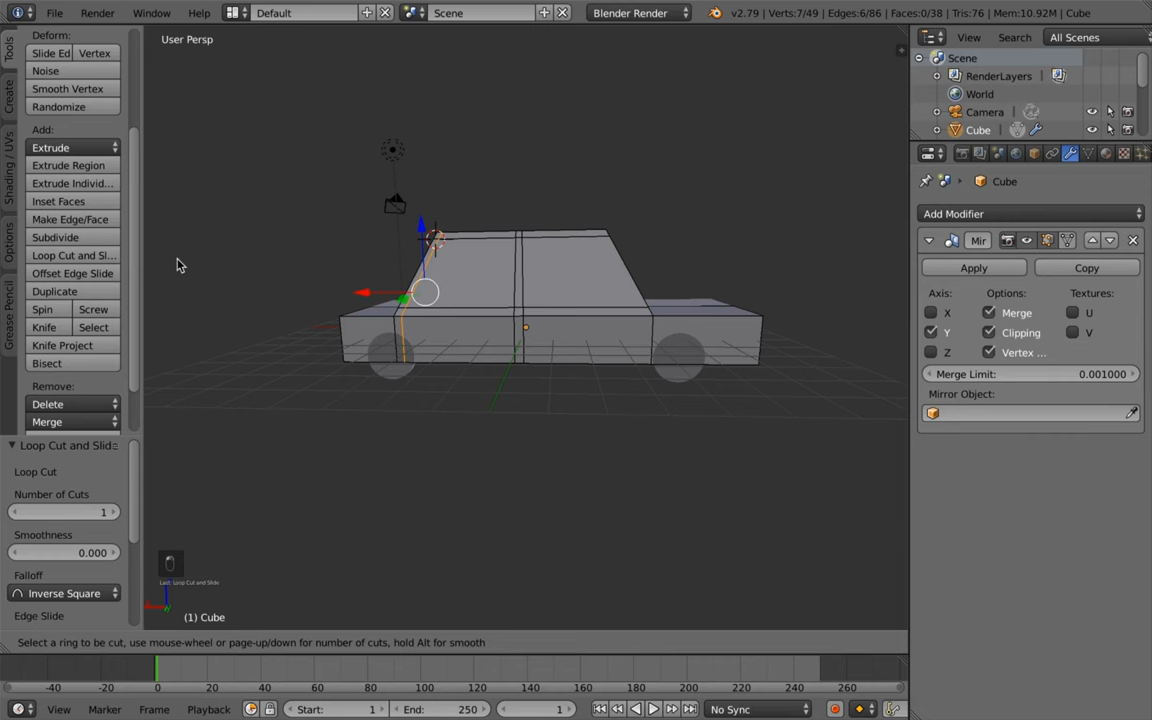 File Render Window Help Default Scene Blender Render v2.79 | Verts:7/49 | Edges:6/86 | Faces:0/38 | Tris:76 | Mem:10.92M | Cube
Tools
Create
Shading / UVs
Options
Grease Pencil
Deform:
Slide Ed Vertex
Noise
Smooth Vertex
Randomize
Add:
Extrude
Extrude Region
Extrude Individ...
Inset Faces
Make Edge/Face
Subdivide
Loop Cut and Sl...
Offset Edge Slide
Duplicate
Spin Screw
Knife Select
Knife Project
Bisect
Remove:
Delete
Merge
Loop Cut and Slide
Loop Cut
Number of Cuts
1
Smoothness
0.000
Falloff
Inverse Square
Edge Slide
User Persp
Last: Loop Cut and Slide
(1) Cube
Select a ring to be cut, use mouse-wheel or page-up/down for number of cuts, hold Alt for smooth
View Search All Scenes
Scene
RenderLayers
World
Camera
Cube
Cube
Add Modifier
Mir
Apply Copy
Axis: Options: Textures:
X Merge U
Y Clipping V
Z Vertex ...
Merge Limit: 0.001000
Mirror Object:
-40 -20 0 20 40 60 80 100 120 140 160 180 200 220 240 260
View Marker Frame Playback Start: 1 End: 250 1 No Sync